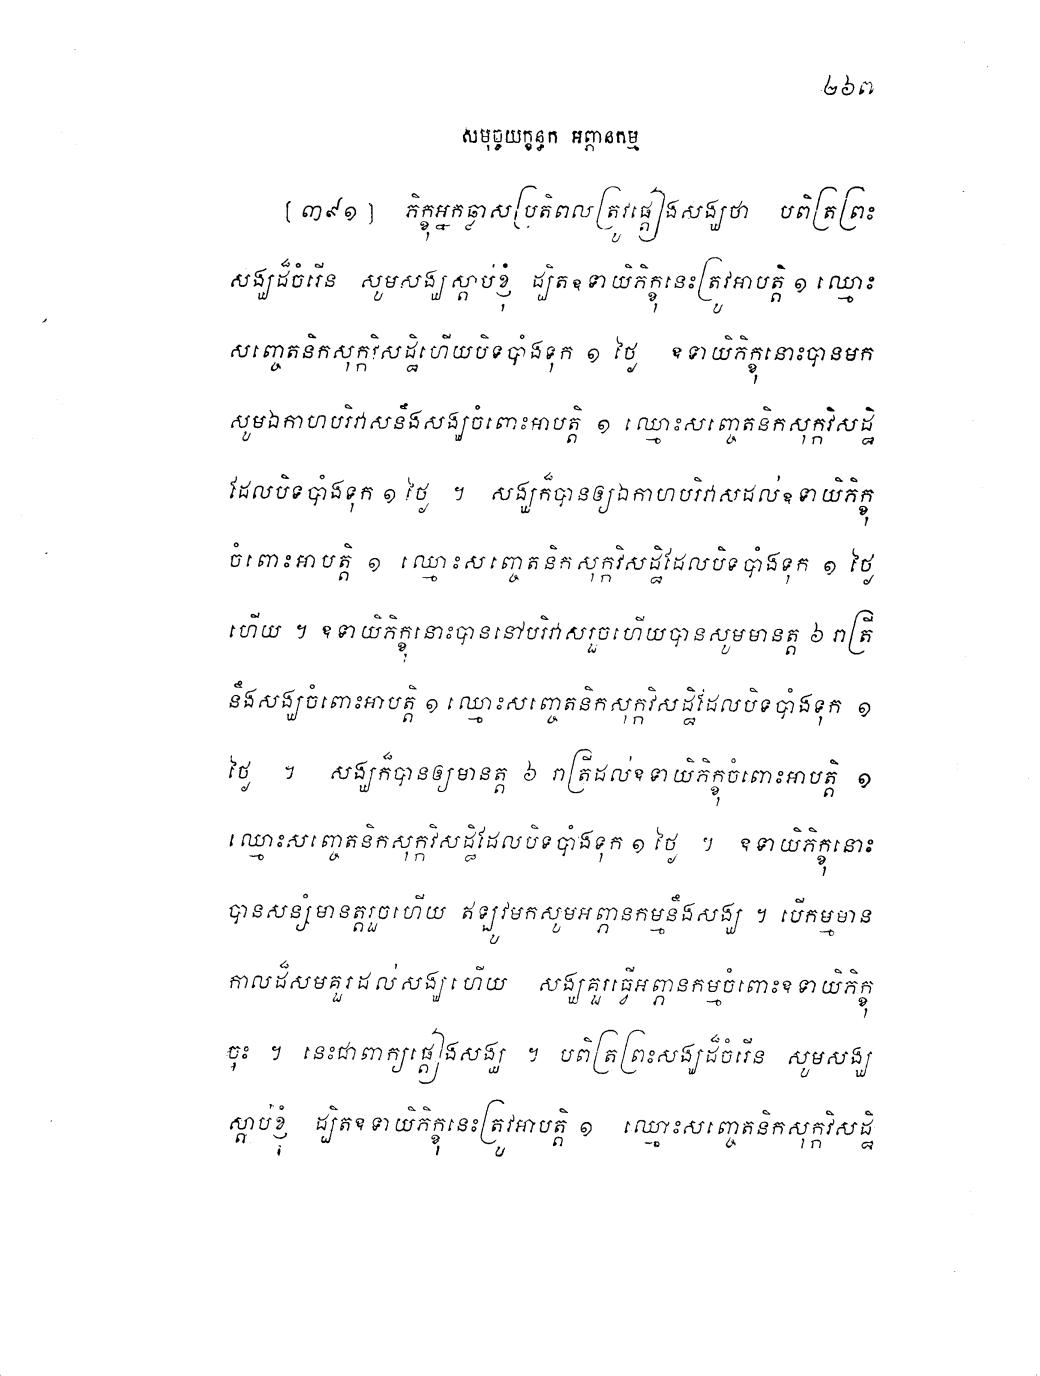 ២៦៣
សមុច្ចយក្ខន្ធក អព្ភានកម្ម
[ ៣៩១ ] ភិក្ខុអ្នកឆ្លាសប្រតិពលត្រូវផ្តៀងសង្ឃថា បពិត្រព្រះ
សង្ឃដ៏ចំរើន សូមសង្ឃស្តាប់ខ្ញុំ ដ្បិតឧទាយិភិក្ខុនេះត្រូវអាបត្តិ ១ ឈ្មោះ
សញ្ចេតនិកសុក្កវិសដ្ឋិហើយបិទបាំងទុក ១ ថ្ងៃ ឧទាយិភិក្ខុនោះបានមក
សូមឯកាហបរិវាសនឹងសង្ឃចំពោះអាបត្តិ ១ ឈ្មោះសញ្ចេតនិកសុក្កវិសដ្ឋិ
ដែលបិទបាំងទុក ១ ថ្ងៃ ។ សង្ឃក៏បានឲ្យឯកាហបរិវាសដល់ឧទាយិភិក្ខុ
ចំពោះអាបត្តិ ១ ឈ្មោះសញ្ចេតនិកសុក្កវិសដ្ឋិដែលបិទបាំងទុក ១ ថ្ងៃ
ហើយ ។ ឧទាយិភិក្ខុនោះបាននៅបរិវាសរួចហើយបានសូមមានត្ត ៦ រាត្រី
នឹងសង្ឃចំពោះអាបត្តិ ១ ឈ្មោះសញ្ចេតនិកសុក្កវិសដ្ឋិដែលបិទបាំងទុក ១
ថ្ងៃ ។ សង្ឃក៏បានឲ្យមានត្ត ៦ រាត្រីដល់ឧទាយិភិក្ខុចំពោះអាបត្តិ ១
ឈ្មោះសញ្ចេតនិកសុក្កវិសដ្ឋិដែលបិទបាំងទុក ១ ថ្ងៃ ។ ឧទាយិភិក្ខុនោះ
បានសន្សំមានត្តរួចហើយ ឥឡូវមកសូមអព្ភានកម្មនឹងសង្ឃ ។ បើកម្មមាន
កាលដ៏សមគួរដល់សង្ឃហើយ សង្ឃគួរធ្វើអព្ភានកម្មចំពោះឧទាយិភិក្ខុ
ចុះ ។ នេះជាពាក្យផ្តៀងសង្ឃ ។ បពិត្រព្រះសង្ឃដ៏ចំរើន សូមសង្ឃ
ស្តាប់ខ្ញុំ ដ្បិតឧទាយិភិក្ខុនេះត្រូវអាបត្តិ ១ ឈ្មោះសញ្ចេតនិកសុក្កវិសដ្ឋិ